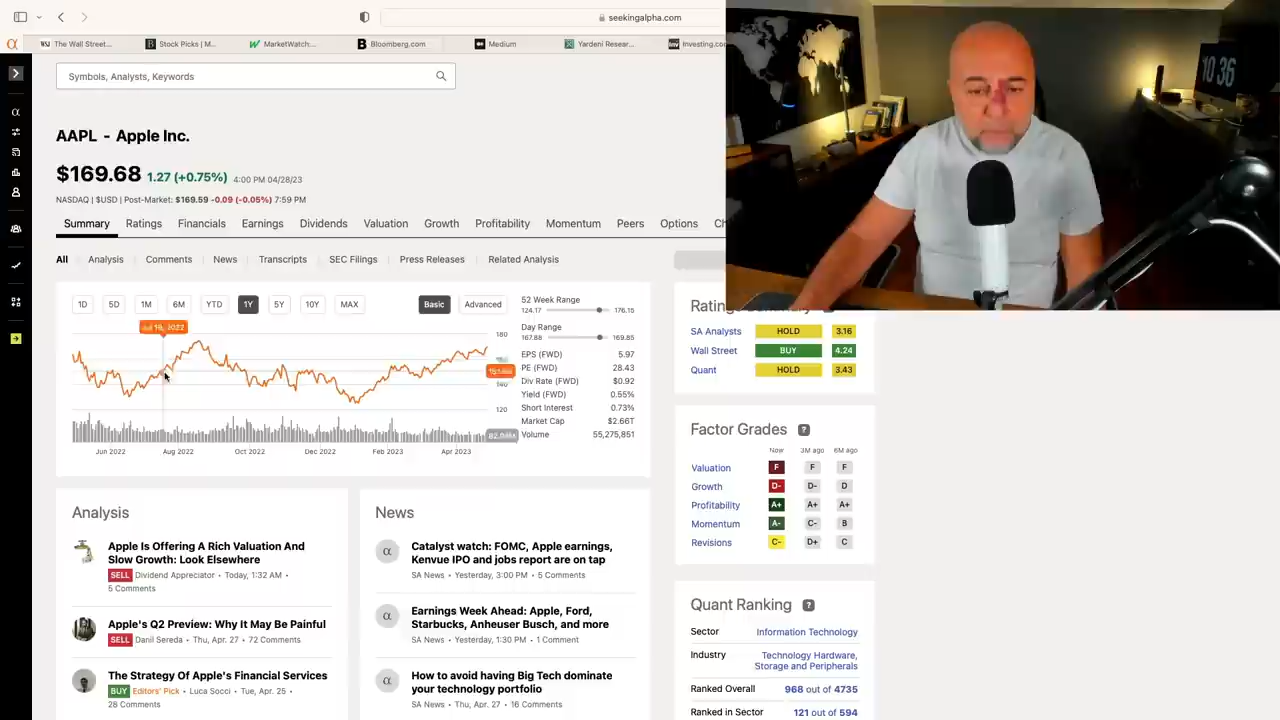 seekingalpha.com
The Wall Street... Stock Picks | M... MarketWatch:... Bloomberg.com Medium Yardeni Resear... Investing.co
Symbols, Analysts, Keywords
10 36
AAPL - Apple Inc.
$169.68 1.27 (+0.75%) 4:00 PM 04/28/23
NASDAQ | $USD | Post-Market: $169.59 -0.09 (-0.05%) 7:59 PM
Summary Ratings Financials Earnings Dividends Valuation Growth Profitability Momentum Peers Options Ch
All Analysis Comments News Transcripts SEC Filings Press Releases Related Analysis
1D 5D 1M 6M YTD 1Y 5Y 10Y MAX Basic Advanced
180
140
120
Jun 2022 Aug 2022 Oct 2022 Dec 2022 Feb 2023 Apr 2023
52 Week Range
124.17 176.15
Day Range
167.88 169.85
EPS (FWD) 5.97
PE (FWD) 28.43
Div Rate (FWD) $0.92
Yield (FWD) 0.55%
Short Interest 0.73%
Market Cap $2.66T
Volume 55,275,851
SA Analysts HOLD 3.16
Wall Street BUY 4.24
Quant HOLD 3.43
Factor Grades ?
Now 3M ago 6M ago
Valuation F F F
Growth D- D- D
Profitability A+ A+ A+
Momentum A- C- B
Revisions C- D+ C
Analysis
Apple Is Offering A Rich Valuation And
Slow Growth: Look Elsewhere
SELL Dividend Appreciator • Today, 1:32 AM •
5 Comments
Apple's Q2 Preview: Why It May Be Painful
SELL Danil Sereda • Thu, Apr. 27 • 72 Comments
The Strategy Of Apple's Financial Services
BUY Editors' Pick • Luca Socci • Tue, Apr. 25 •
28 Comments
News
Catalyst watch: FOMC, Apple earnings,
Kenvue IPO and jobs report are on tap
SA News • Yesterday, 3:00 PM • 5 Comments
Earnings Week Ahead: Apple, Ford,
Starbucks, Anheuser Busch, and more
SA News • Yesterday, 1:30 PM • 1 Comment
How to avoid having Big Tech dominate
your technology portfolio
SA News • Thu, Apr. 27 • 16 Comments
Quant Ranking ?
Sector Information Technology
Industry Technology Hardware,
Storage and Peripherals
Ranked Overall 968 out of 4735
Ranked in Sector 121 out of 594